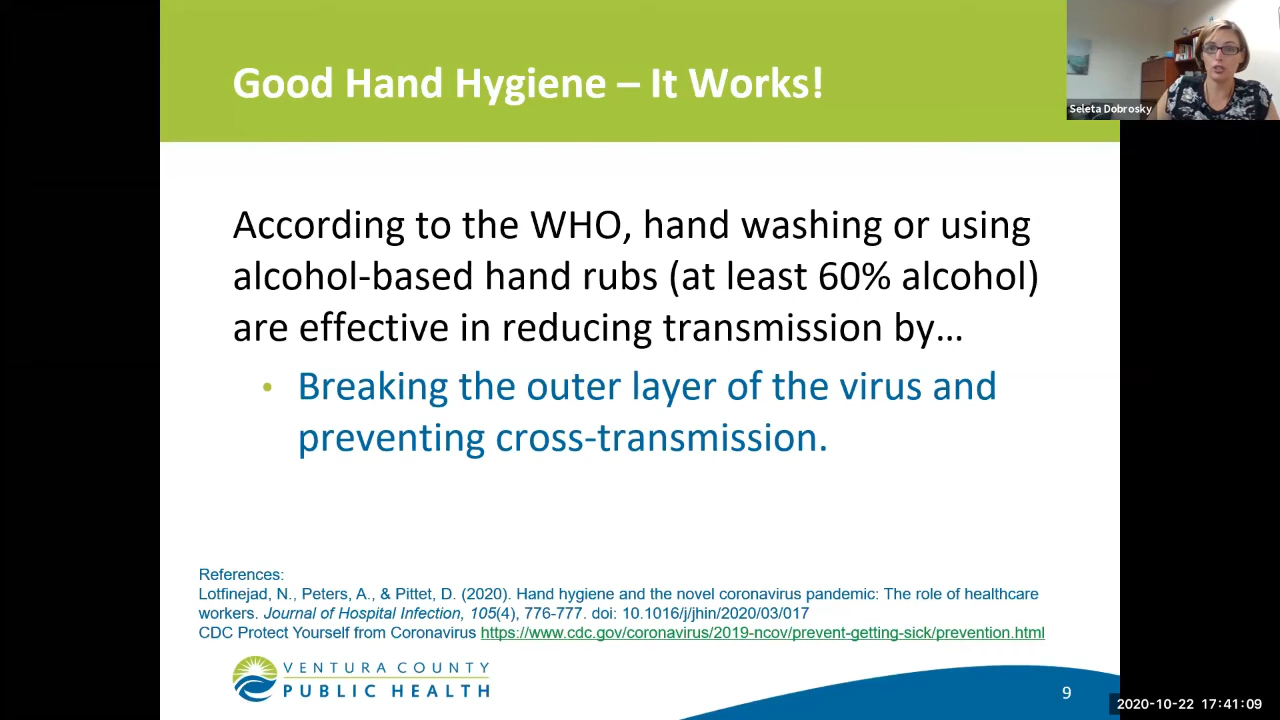 Good Hand Hygiene – It Works!
Seleta Dobrosky
According to the WHO, hand washing or using
alcohol-based hand rubs (at least 60% alcohol)
are effective in reducing transmission by…
• Breaking the outer layer of the virus and
preventing cross-transmission.
References:
Lotfinejad, N., Peters, A., & Pittet, D. (2020). Hand hygiene and the novel coronavirus pandemic: The role of healthcare
workers. Journal of Hospital Infection, 105(4), 776-777. doi: 10.1016/j/jhin/2020/03/017
CDC Protect Yourself from Coronavirus https://www.cdc.gov/coronavirus/2019-ncov/prevent-getting-sick/prevention.html
VENTURA COUNTY
PUBLIC HEALTH
9
2020-10-22 17:41:09